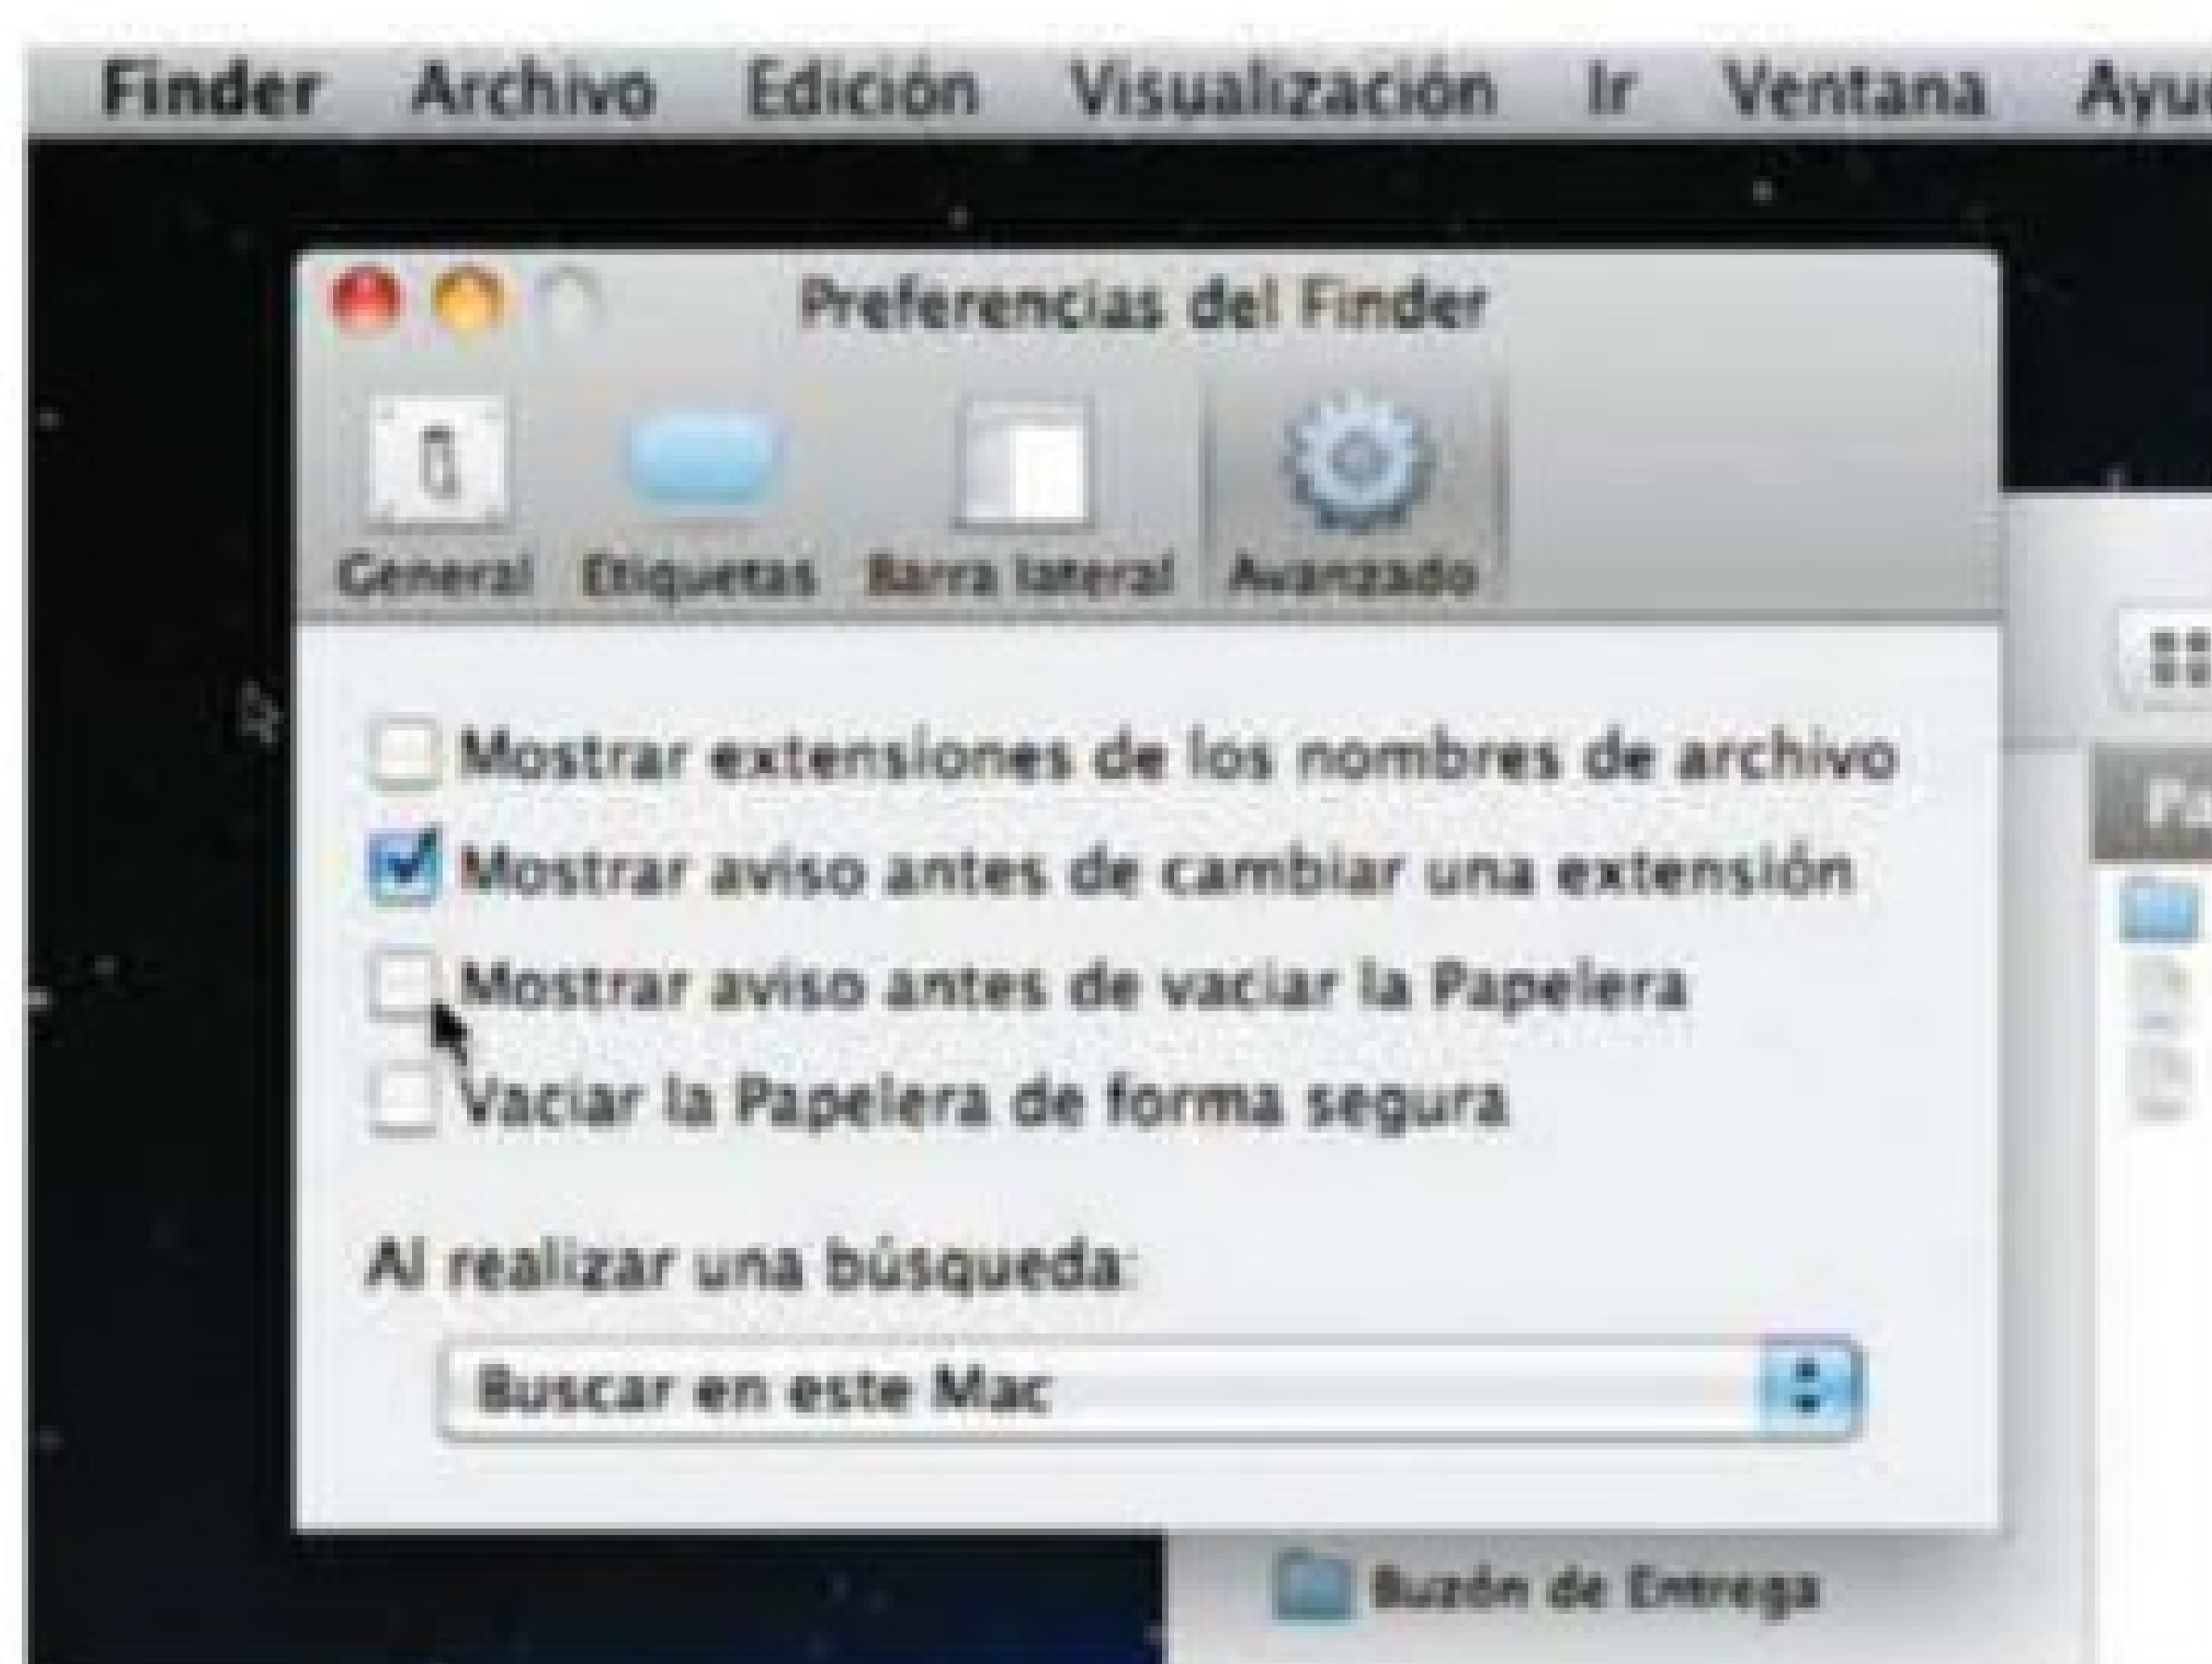 Finder Archivo Edición Visualización Ir Ventana
Preferencias del Finder
General Etiquetas Barra lateral Avanzado
Mostrar extensiones de los nombres de archivo
Mostrar aviso antes de cambiar una extensión
Mostrar aviso antes de vaciar la Papelera
Vaciar la Papelera de forma segura
Al realizar una búsqueda:
Buscar en este Mac
Buzón de Entrega